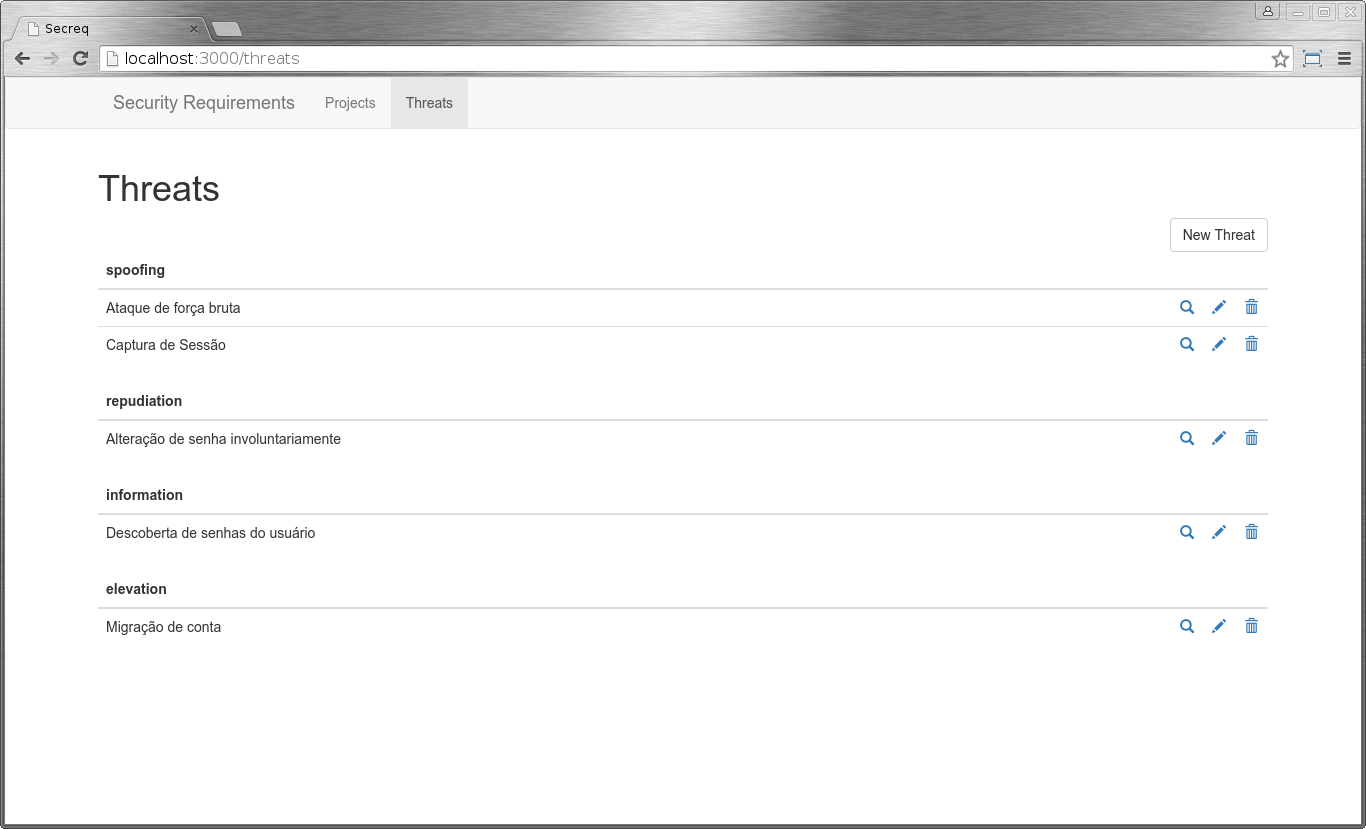 Secreq
localhost:3000/threats
Security Requirements Projects Threats
Threats
New Threat
spoofing
Ataque de força bruta
Captura de Sessão
repudiation
Alteração de senha involuntariamente
information
Descoberta de senhas do usuário
elevation
Migração de conta